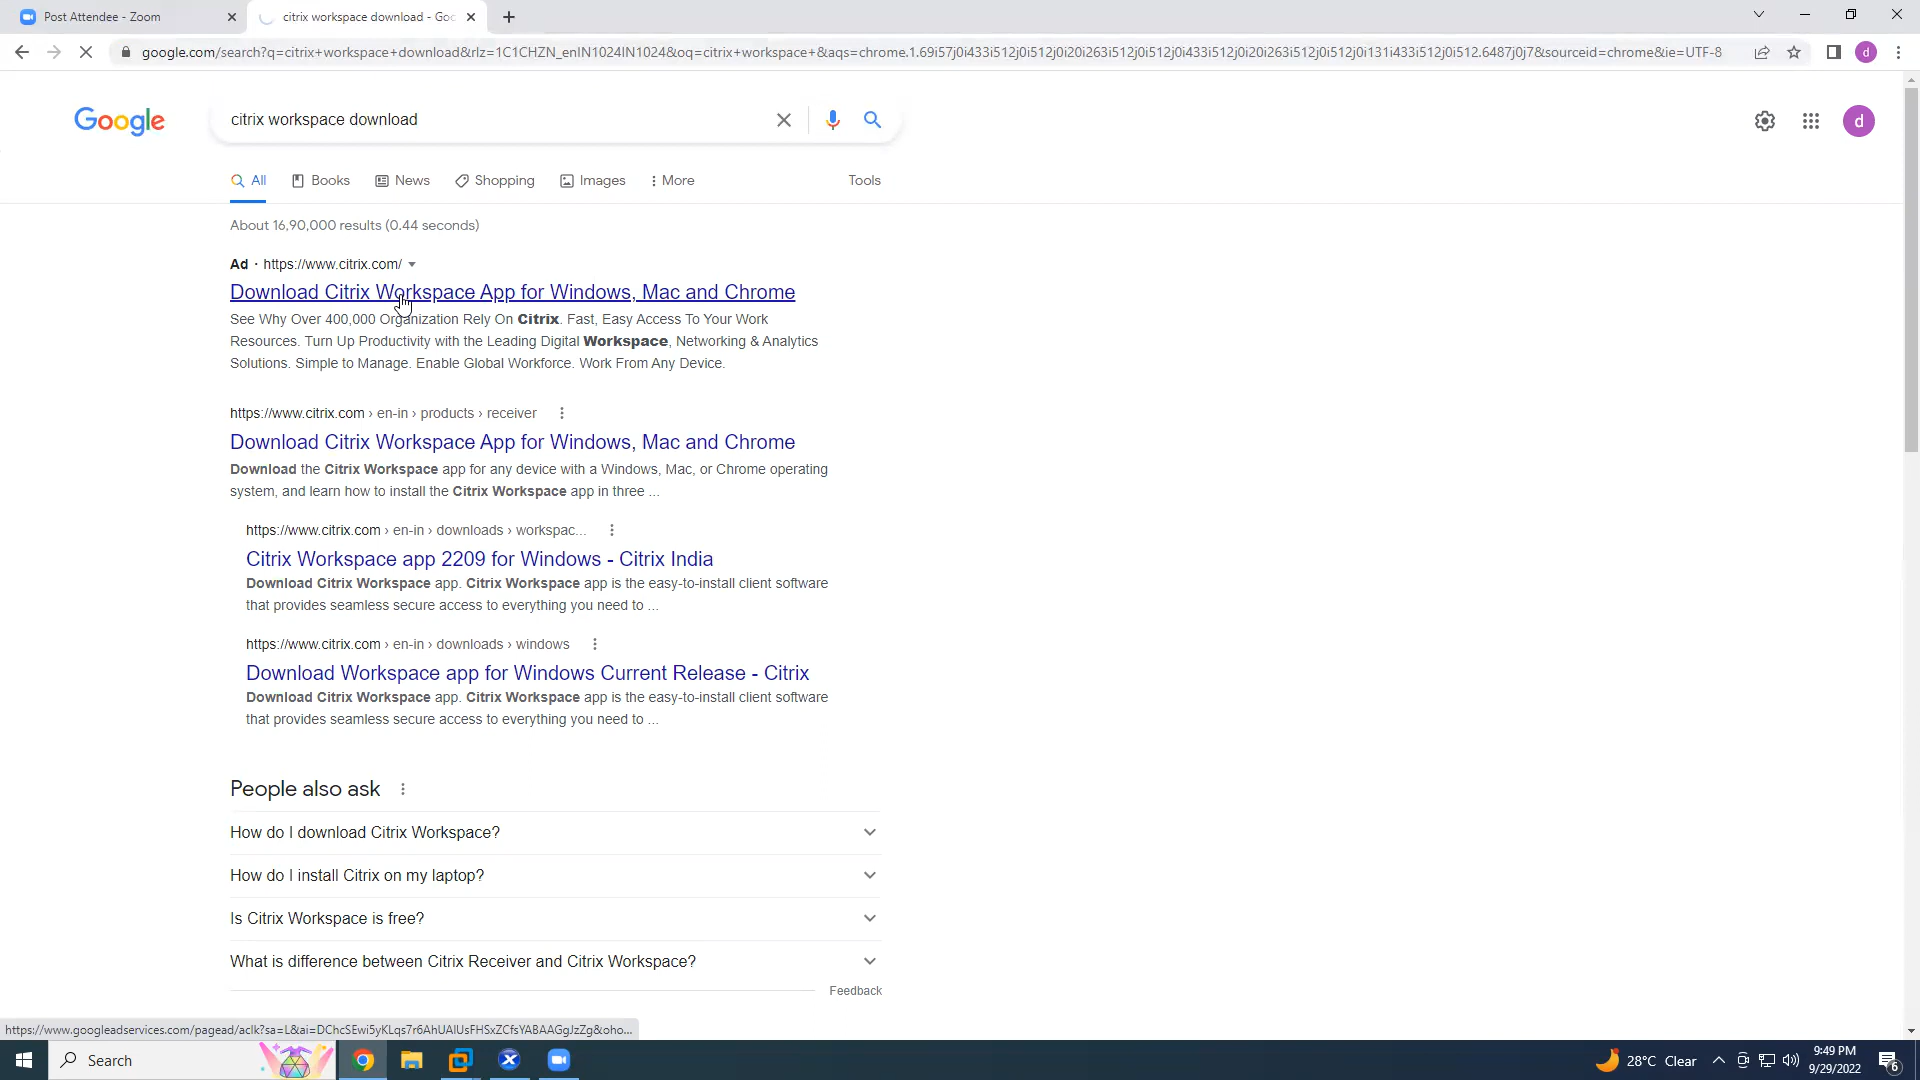 Post Attendee - Zoom
citrix workspace download - Goo
google.com/search?q=citrix+workspace+download&rlz=1C1CHZN_enIN1024IN1024&oq=citrix+workspace+&aqs=chrome.1.69i57j0i433i512j0i512j0i20i263i512j0i512j0i433i512j0i20i263i512j0i512j0i131i433i512j0i512.6487j0j7&sourceid=chrome&ie=UTF-8
d
Google
citrix workspace download
d
All
Books
News
Shopping
Images
More
Tools
About 16,90,000 results (0.44 seconds)
Ad · https://www.citrix.com/
Download Citrix Workspace App for Windows, Mac and Chrome
See Why Over 400,000 Organization Rely On Citrix. Fast, Easy Access To Your Work
Resources. Turn Up Productivity with the Leading Digital Workspace, Networking & Analytics
Solutions. Simple to Manage. Enable Global Workforce. Work From Any Device.
https://www.citrix.com › en-in › products › receiver
Download Citrix Workspace App for Windows, Mac and Chrome
Download the Citrix Workspace app for any device with a Windows, Mac, or Chrome operating
system, and learn how to install the Citrix Workspace app in three ...
https://www.citrix.com › en-in › downloads › workspac...
Citrix Workspace app 2209 for Windows - Citrix India
Download Citrix Workspace app. Citrix Workspace app is the easy-to-install client software
that provides seamless secure access to everything you need to ...
https://www.citrix.com › en-in › downloads › windows
Download Workspace app for Windows Current Release - Citrix
Download Citrix Workspace app. Citrix Workspace app is the easy-to-install client software
that provides seamless secure access to everything you need to ...
People also ask
How do I download Citrix Workspace?
How do I install Citrix on my laptop?
Is Citrix Workspace is free?
What is difference between Citrix Receiver and Citrix Workspace?
Feedback
https://www.googleadservices.com/pagead/aclk?sa=L&ai=DChcSEwi5yKLqs7r6AhUAlUsFHSxZCfsYABAAGgJzZg&oho...
Search
28°C Clear
9:49 PM
9/29/2022
6